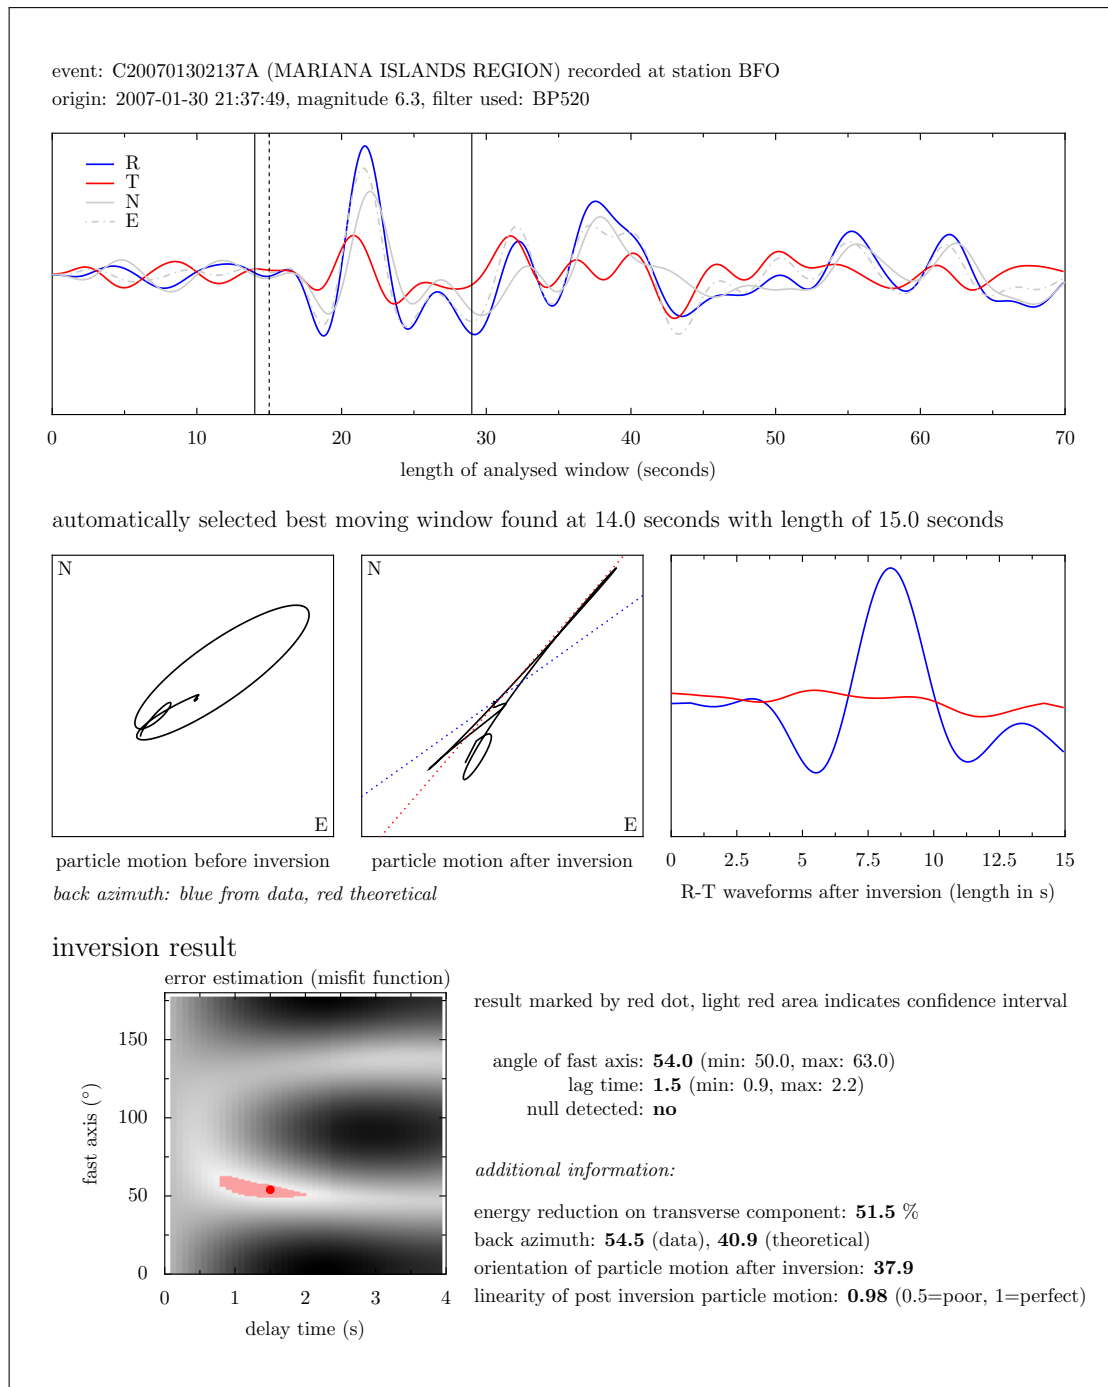 event: C200701302137A (MARIANA ISLANDS REGION) recorded at station BFO
origin: 2007-01-30 21:37:49, magnitude 6.3, filter used: BP520
R
T
N
E
0 10 20 30 40 50 60 70
length of analysed window (seconds)
automatically selected best moving window found at 14.0 seconds with length of 15.0 seconds
N
E
N
E
particle motion before inversion
particle motion after inversion
0 2.5 5 7.5 10 12.5 15
back azimuth: blue from data, red theoretical
R-T waveforms after inversion (length in s)
inversion result
error estimation (misfit function)
150
100
50
0
fast axis (°)
0 1 2 3 4
delay time (s)
result marked by red dot, light red area indicates confidence interval
angle of fast axis: 54.0 (min: 50.0, max: 63.0)
lag time: 1.5 (min: 0.9, max: 2.2)
null detected: no
additional information:
energy reduction on transverse component: 51.5 %
back azimuth: 54.5 (data), 40.9 (theoretical)
orientation of particle motion after inversion: 37.9
linearity of post inversion particle motion: 0.98 (0.5=poor, 1=perfect)